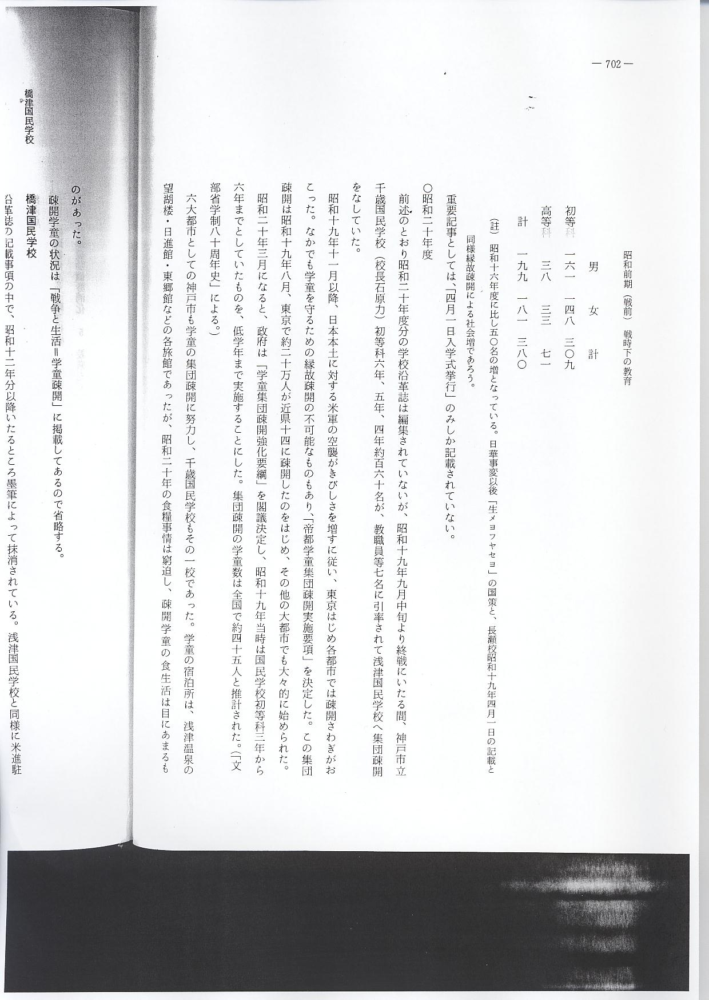 — 702 —
昭和前期（戦前） 戦時下の教育
男 女 計
初等科 一六一 一四八 三〇九
高等科 三八 三三 七一
計 一九九 一八一 三八〇
（註） 昭和十六年度に比し五〇名の増となっている。日華事変以後「生メヨフヤセヨ」の国策と、長瀬校昭和十九年四月一日の記載と
同様縁故疎開による社会増であろう。
重要記事としては、「四月一日入学式挙行」のみしか記載されていない。
〇昭和二十年度
前述のとおり昭和二十年度分の学校沿革誌は編集されていないが、昭和十九年九月中旬より終戦にいたる間、神戸市立
千歳国民学校（校長石原力）初等科六年、五年、四年約百六十名が、教職員等七名に引率されて浅津国民学校へ集団疎開
をなしていた。
昭和十九年十一月以降、日本本土に対する米軍の空襲がきびしさを増すに従い、東京はじめ各都市では疎開さわぎがお
こった。なかでも学童を守るための縁故疎開の不可能なものもあり、「帝都学童集団疎開実施要項」を決定した。この集団
疎開は昭和十九年八月、東京で約二十万人が近県十四に疎開したのをはじめ、その他の大都市でも大々的に始められた。
昭和二十年三月になると、政府は「学童集団疎開強化要綱」を閣議決定し、昭和十九年当時は国民学校初等科三年から
六年までとしていたものを、低学年まで実施することにした。集団疎開の学童数は全国で約四十五人と推計された。（「文
部省学制八十周年史」による。）
六大都市としての神戸市も学童の集団疎開に努力し、千歳国民学校もその一校であった。学童の宿泊所は、浅津温泉の
望湖楼・日進館・東郷館などの各旅館であったが、昭和二十年の食糧事情は窮迫し、疎開学童の食生活は目にあまるも
のがあった。
疎開学童の状況は「戦争と生活＝学童疎開」に掲載してあるので省略する。
橋津国民学校
橋津国民学校
沿革誌の記載事項の中で、昭和十二年分以降いたるところ墨筆によって抹消されている。浅津国民学校と同様に米進駐